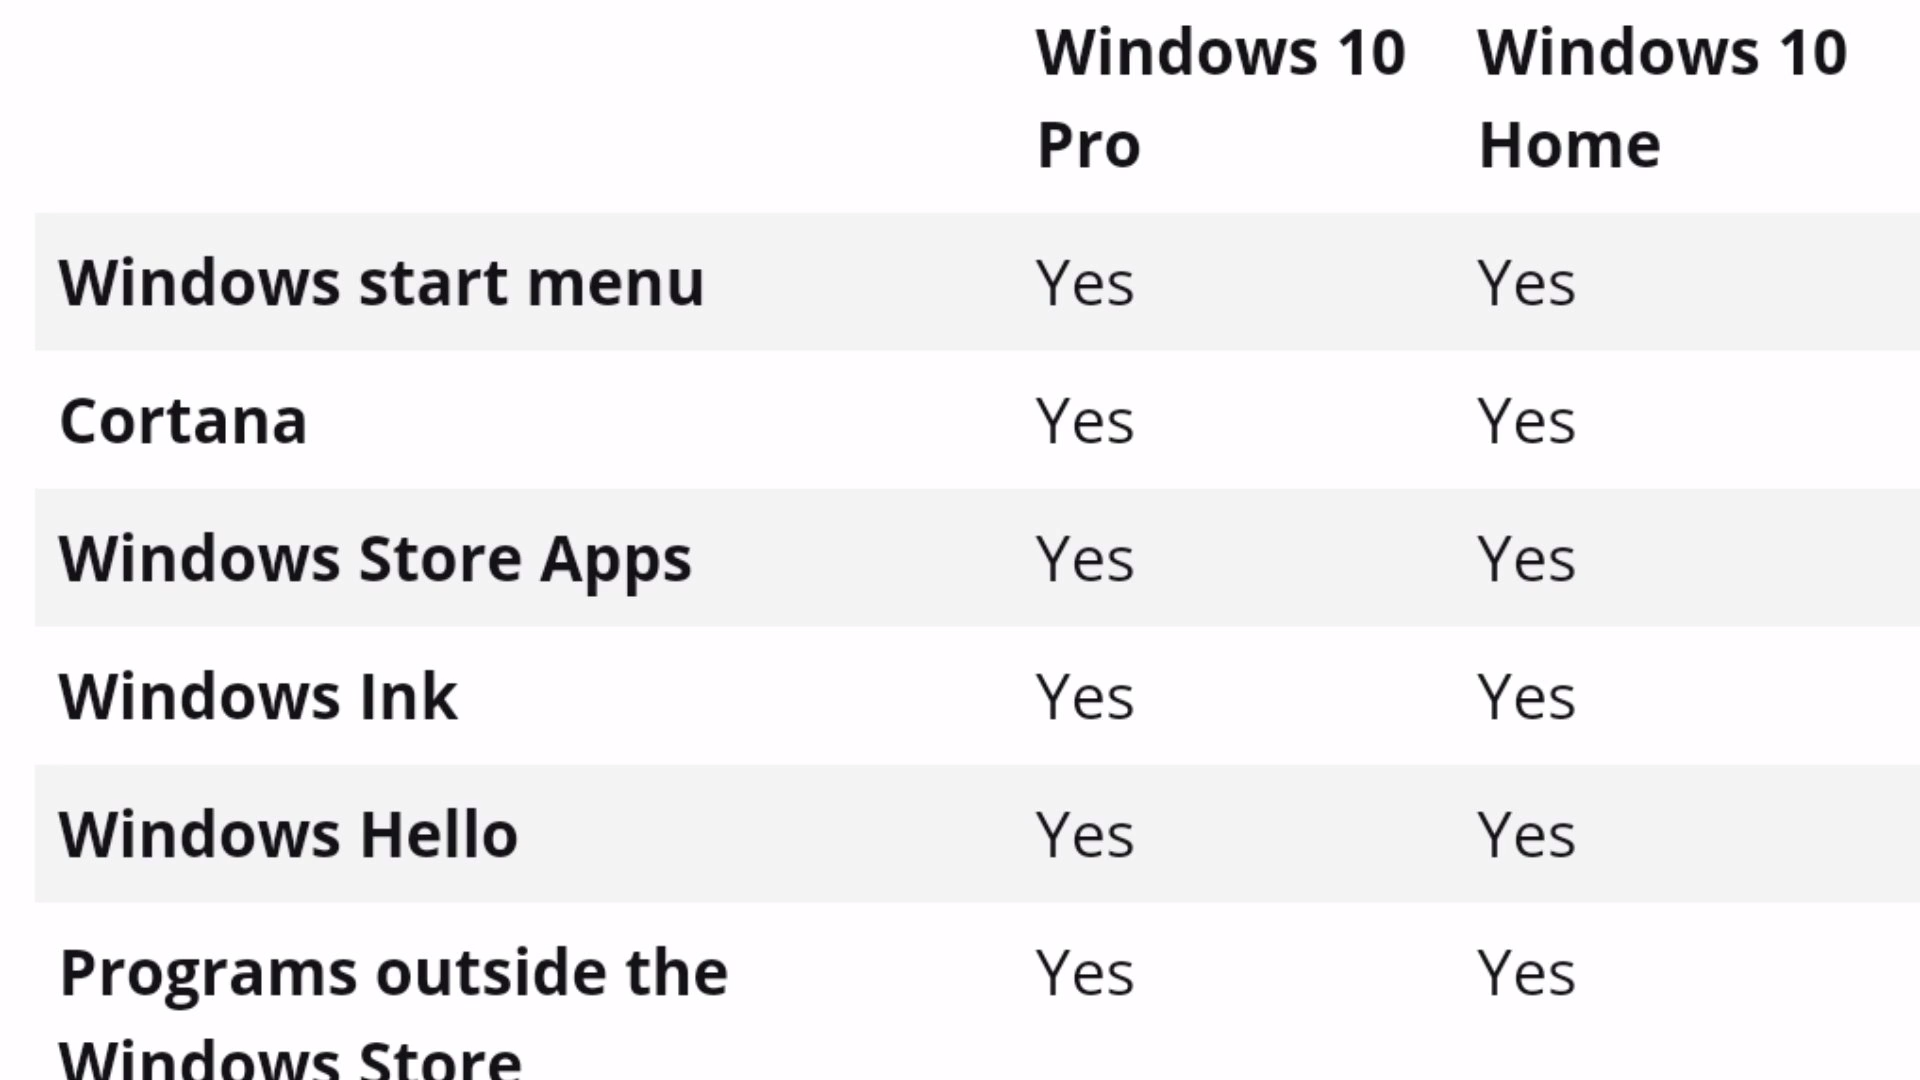 Windows 10 Windows 10
Pro Home
Windows start menu Yes Yes
Cortana Yes Yes
Windows Store Apps Yes Yes
Windows Ink Yes Yes
Windows Hello Yes Yes
Programs outside the Yes Yes
Windows Store